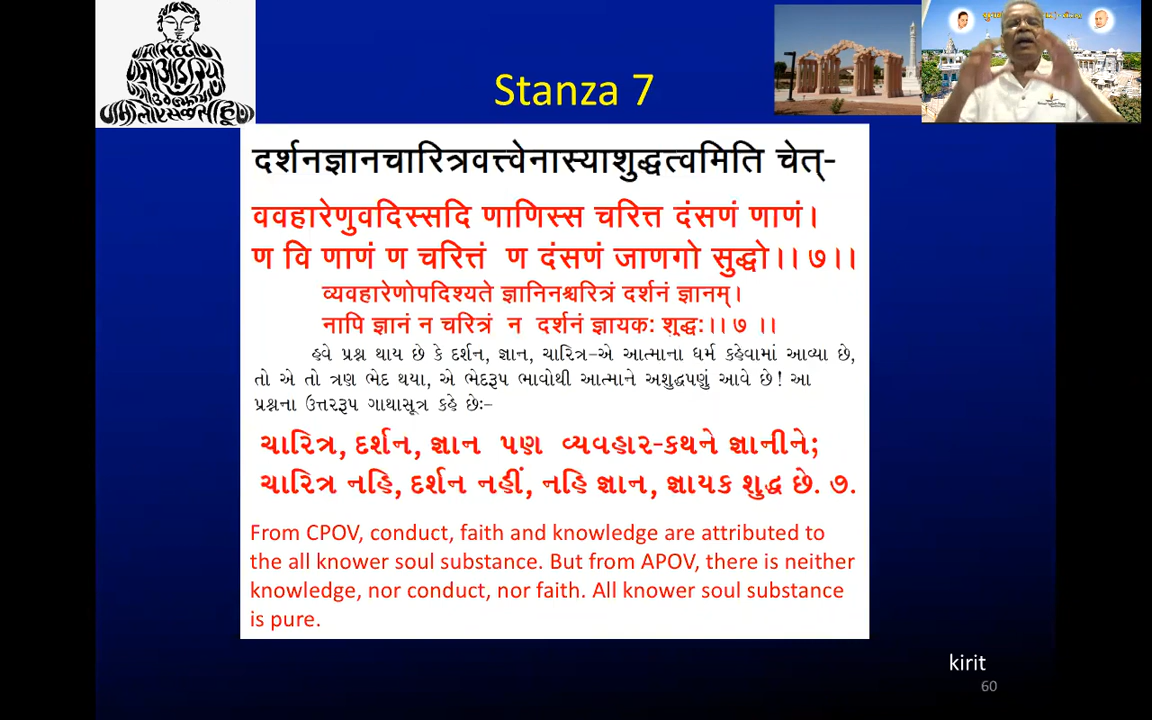 Stanza 7
दर्शनज्ञानचारित्रवत्त्वेनास्याशुद्धत्वमिति चेत्-
ववहारेणुवदिस्सदि णाणिस्स चरित्त दंसणं णाणं।
ण वि णाणं ण चरित्तं ण दंसणं जाणगो सुद्धो।। ७।।
व्यवहारेणोपदिश्यते ज्ञानिनश्चरित्रं दर्शनं ज्ञानम्।
नापि ज्ञानं न चरित्रं न दर्शनं ज्ञायकः शुद्धः।। ७ ।।
હવે પ્રશ્ન થાય છે કે દર્શન, જ્ઞાન, ચારિત્ર-એ આત્માના ધર્મ કહેવામાં આવ્યા છે,
તો એ તો ત્રણ ભેદ થયા, એ ભેદરૂપ ભાવોથી આત્માને અશુદ્ધપણું આવે છે! આ
પ્રશ્નના ઉત્તરરૂપ ગાથાસૂત્ર કહે છેઃ-
ચારિત્ર, દર્શન, જ્ઞાન પણ વ્યવહાર-કથને જ્ઞાનીને;
ચારિત્ર નહિ, દર્શન નહીં, નહિ જ્ઞાન, જ્ઞાયક શુદ્ધ છે. ૭.
From CPOV, conduct, faith and knowledge are attributed to
the all knower soul substance. But from APOV, there is neither
knowledge, nor conduct, nor faith. All knower soul substance
is pure.
kirit
60